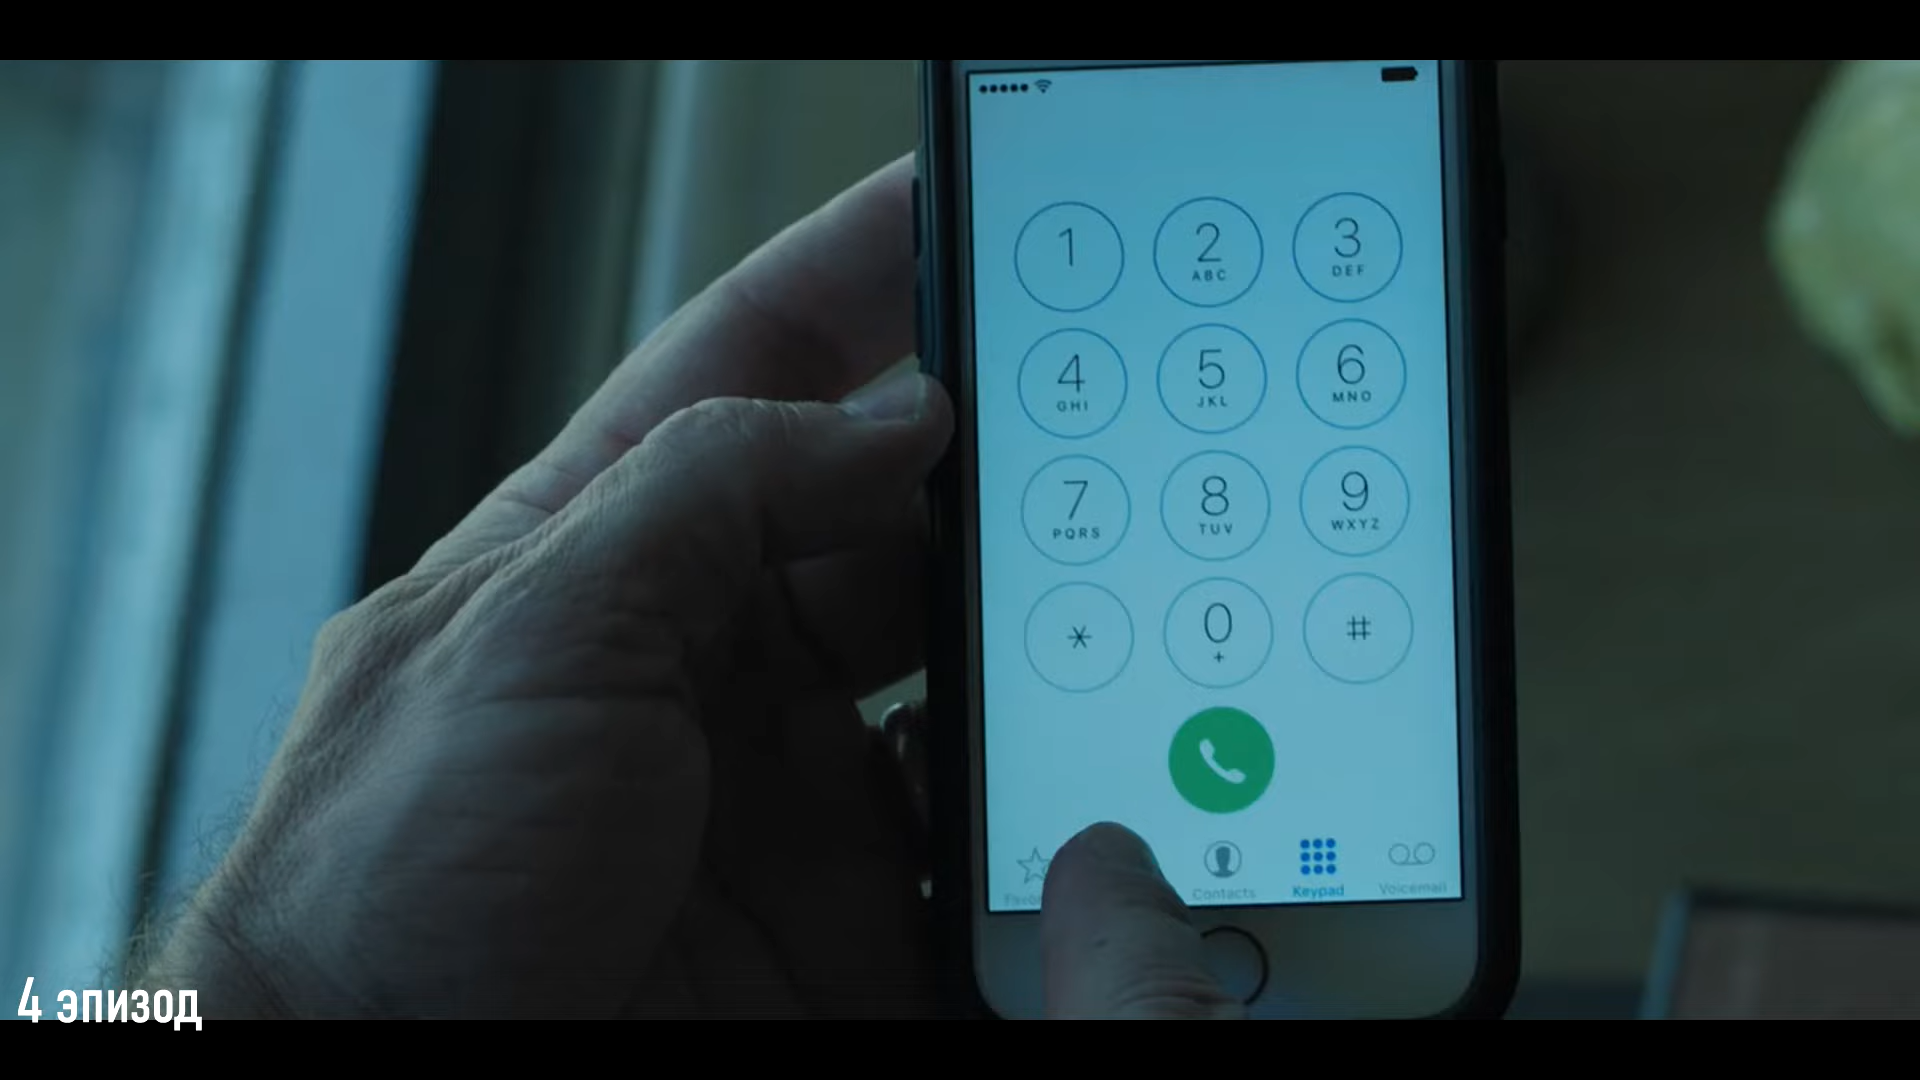 1 2 3
ABC DEF
4 5 6
GHI JKL MNO
7 8 9
PQRS TUV WXYZ
* 0 #
+
Contacts Keypad Voicemail
4 эпизод